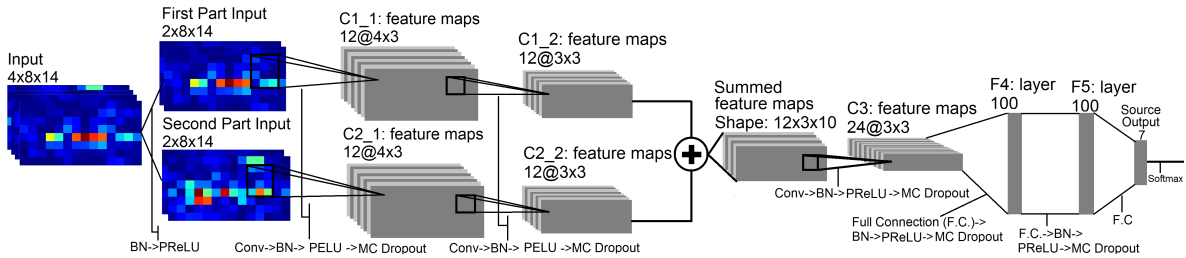 Input
4x8x14
First Part Input
2x8x14
Second Part Input
2x8x14
BN->PReLU
C1_1: feature maps
12@4x3
C2_1: feature maps
12@4x3
Conv->BN-> PELU ->MC Dropout
C1_2: feature maps
12@3x3
C2_2: feature maps
12@3x3
Conv->BN-> PELU ->MC Dropout
Summed
feature maps
Shape: 12x3x10
Conv->BN->PReLU->MC Dropout
C3: feature maps
24@3x3
Full Connection (F.C.)->
BN->PReLU->MC Dropout
F4: layer
100
F.C.->BN->
PReLU->MC Dropout
F5: layer
100
F.C
Source
Output
7
Softmax